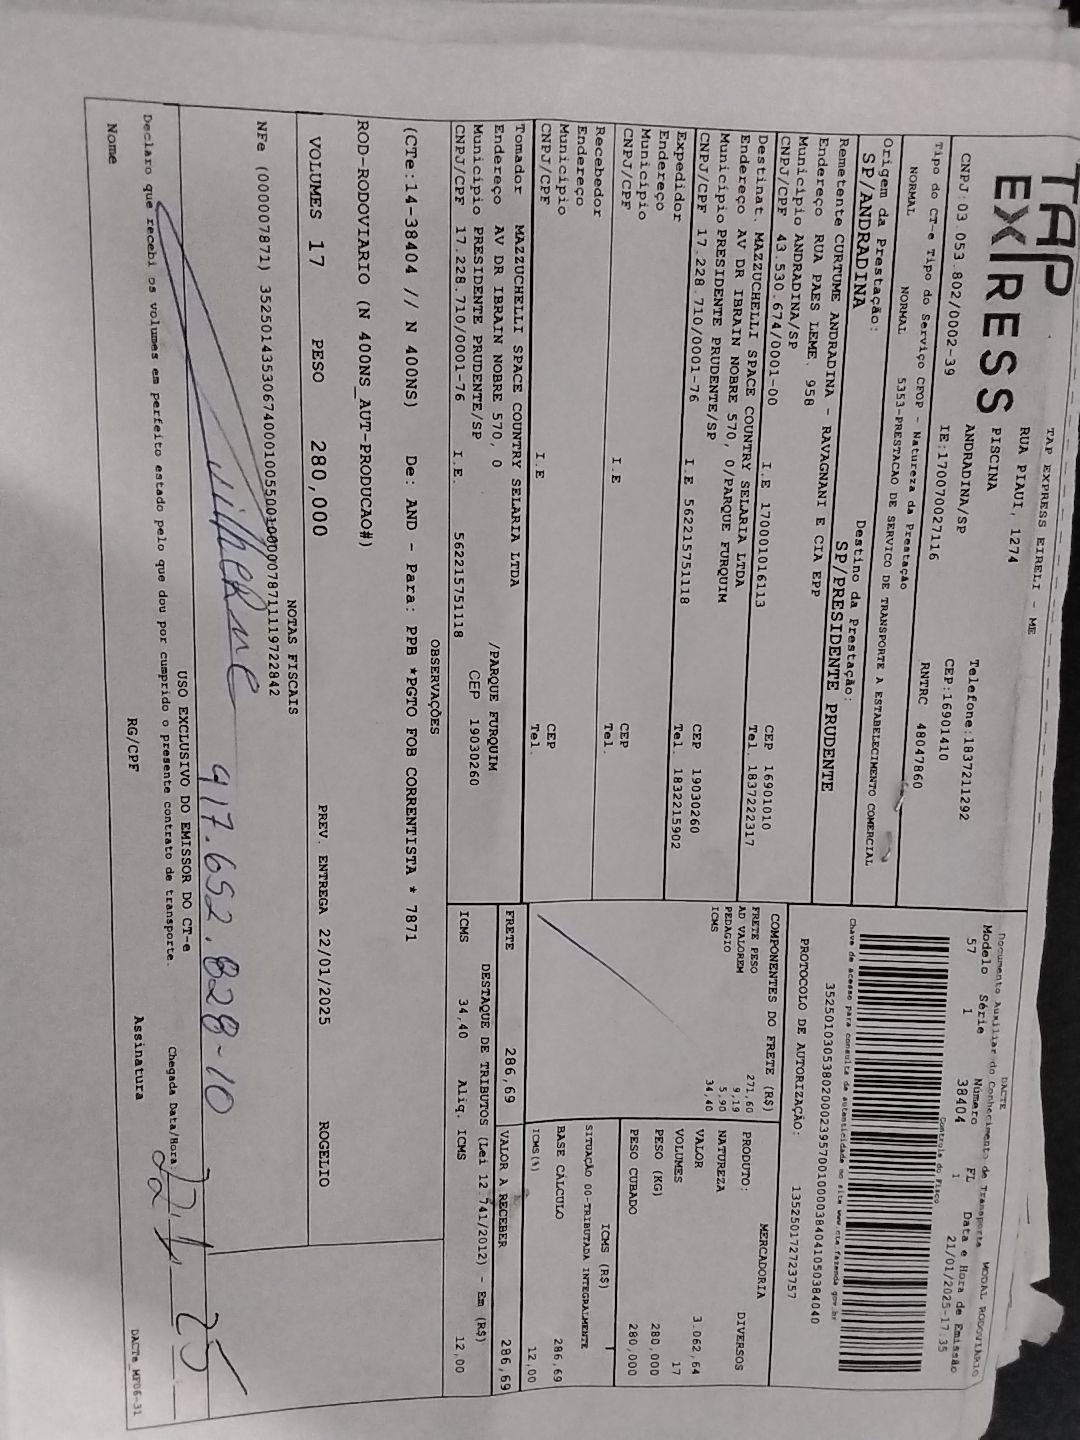 TAP
EXPRESS
TAP EXPRESS EIRELI - ME
RUA PIAUI, 1274
PISCINA
ANDRADINA/SP
Telefone:1837211292
CEP:16901410
CNPJ:03.053.802/0002-39 IE:170070027116
RNTRC 48047860
Tipo do CT-e Tipo do Serviço CFOP - Natureza da Prestação
NORMAL NORMAL 5353-PRESTACAO DE SERVICO DE TRANSPORTE A ESTABELECIMENTO COMERCIAL
Origem da Prestação: Destino da Prestação:
SP/ANDRADINA SP/PRESIDENTE PRUDENTE
Remetente CURTUME ANDRADINA - RAVAGNANI E CIA EPP
Endereço RUA PAES LEME, 958
Município ANDRADINA/SP CEP 16901010
CNPJ/CPF 43.530.674/0001-00 I.E 170001016113 Tel. 1837222317
Destinat. MAZZUCHELLI SPACE COUNTRY SELARIA LTDA
Endereço AV DR IBRAIN NOBRE 570, 0/PARQUE FURQUIM
Município PRESIDENTE PRUDENTE/SP CEP 19030260
CNPJ/CPF 17.228.710/0001-76 I.E 562215751118 Tel. 1832215902
Expedidor
Endereço
Município CEP
CNPJ/CPF I.E Tel.
Recebedor
Endereço
Município CEP
CNPJ/CPF I.E Tel.
Tomador MAZZUCHELLI SPACE COUNTRY SELARIA LTDA
Endereço AV DR IBRAIN NOBRE 570, 0 /PARQUE FURQUIM
Município PRESIDENTE PRUDENTE/SP CEP 19030260
CNPJ/CPF 17.228.710/0001-76 I.E. 562215751118
DACTE
Documento Auxiliar do Conhecimento de Transporte MODAL RODOVIÁRIO
Modelo Série Número FL Data e Hora de Emissão
57 1 38404 1 21/01/2025-17:35
Controle do Fisco
Chave de acesso para consulta de autenticidade no site www.cte.fazenda.gov.br
35250103053802000239570010000384041050384040
PROTOCOLO DE AUTORIZAÇÃO: 135250172723757
COMPONENTES DO FRETE (R$)
FRETE PESO 271,60
AD VALOREM 9,19
PEDAGIO 5,90
ICMS 34,40
MERCADORIA
PRODUTO: DIVERSOS
NATUREZA
VALOR 3.062,64
VOLUMES 17
PESO (KG) 280,000
PESO CUBADO 280,000
ICMS (R$)
SITUAÇÃO 00-TRIBUTADA INTEGRALMENTE
BASE CÁLCULO 286,69
ICMS(%) 12,00
FRETE 286,69 VALOR A RECEBER 286,69
DESTAQUE DE TRIBUTOS (Lei 12.741/2012) - Em (R$)
ICMS 34,40 Aliq. ICMS 12,00
OBSERVAÇÕES
(CTe:14-38404 // N 400NS) De: AND - Para: PPB *PGTO FOB CORRENTISTA * 7871
ROD-RODOVIARIO (N 400NS_AUT-PRODUCAO#)
VOLUMES 17 PESO 280,000 PREV. ENTREGA 22/01/2025 ROGELIO
NOTAS FISCAIS
NFe (000007871)
USO EXCLUSIVO DO EMISSOR DO CT-e
417.652.828-10
Declaro que recebi os volumes em perfeito estado pelo que dou por cumprido o presente contrato de transporte. Chegada Data/Hora:
25
Nome RG/CPF Assinatura
DACTe_MF06-31